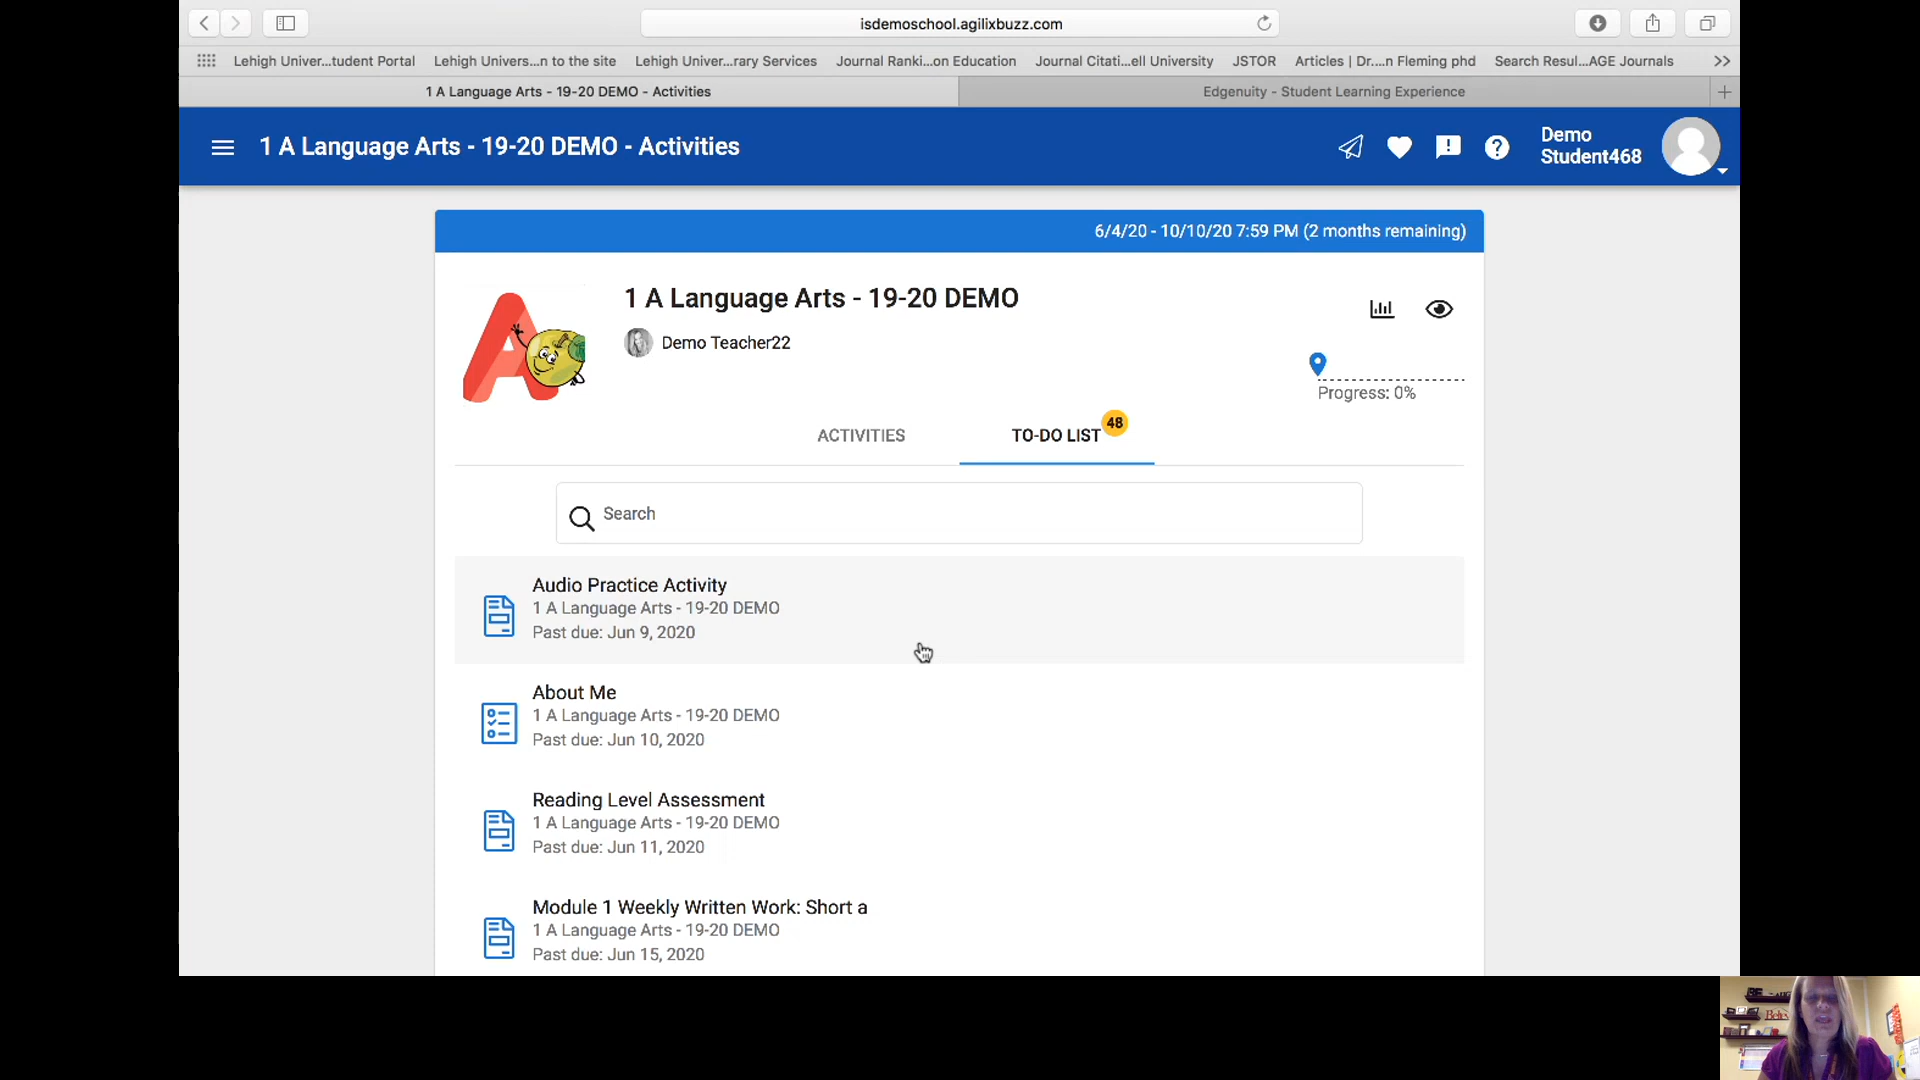 isdemoschool.agilixbuzz.com
Lehigh Univer...tudent Portal
Lehigh Univers...n to the site
Lehigh Univer...rary Services
Journal Ranki...on Education
Journal Citati...ell University
JSTOR
Articles | Dr....n Fleming phd
Search Resul...AGE Journals
1 A Language Arts - 19-20 DEMO - Activities
Edgenuity - Student Learning Experience
1 A Language Arts - 19-20 DEMO - Activities
Demo
Student468
6/4/20 - 10/10/20 7:59 PM (2 months remaining)
1 A Language Arts - 19-20 DEMO
Demo Teacher22
Progress: 0%
ACTIVITIES
TO-DO LIST
48
Search
Audio Practice Activity
1 A Language Arts - 19-20 DEMO
Past due: Jun 9, 2020
About Me
1 A Language Arts - 19-20 DEMO
Past due: Jun 10, 2020
Reading Level Assessment
1 A Language Arts - 19-20 DEMO
Past due: Jun 11, 2020
Module 1 Weekly Written Work: Short a
1 A Language Arts - 19-20 DEMO
Past due: Jun 15, 2020